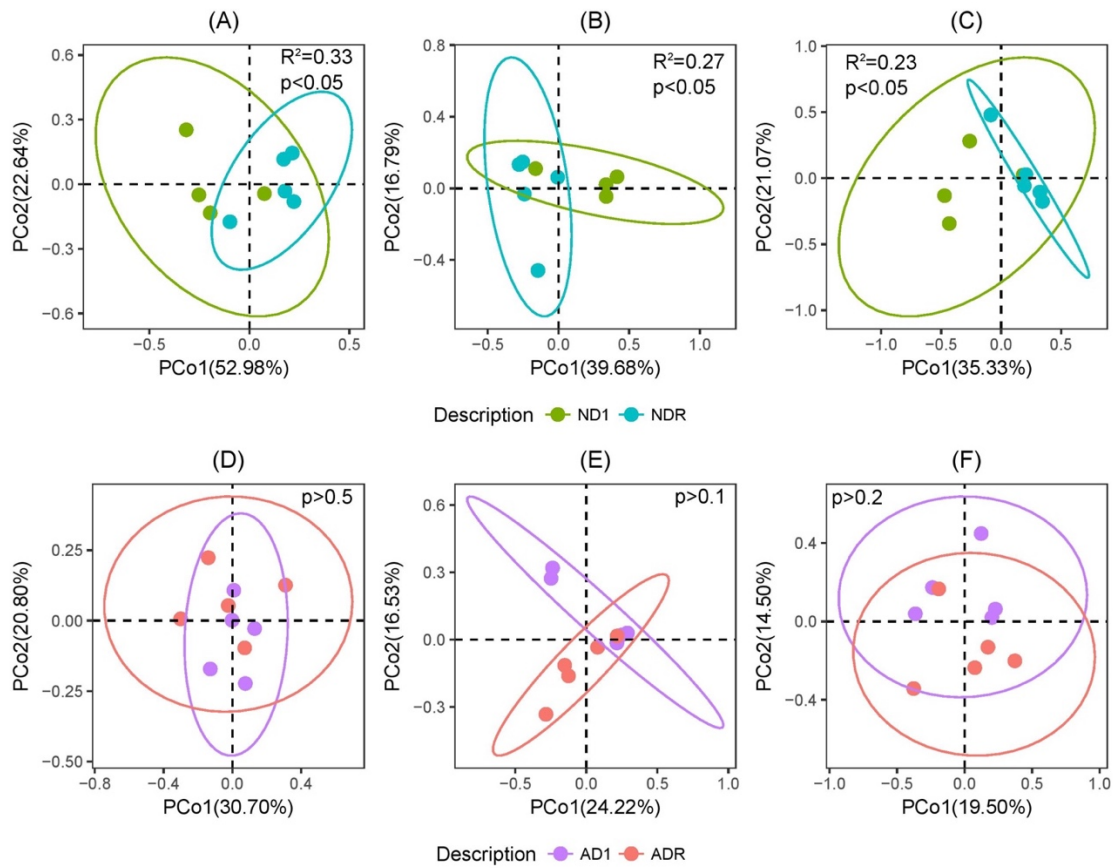 (A)
R²=0.33
p<0.05
0.6
0.3
0.0
−0.3
−0.6
PCo2(22.64%)
−0.5
0.0
0.5
PCo1(52.98%)
(B)
R²=0.27
p<0.05
0.8
0.4
0.0
−0.4
PCo2(16.79%)
−0.5
0.0
0.5
1.0
PCo1(39.68%)
(C)
R²=0.23
p<0.05
1.0
0.5
0.0
−0.5
−1.0
PCo2(21.07%)
−1.0
−0.5
0.0
0.5
PCo1(35.33%)
Description ND1 NDR
(D)
p>0.5
0.25
0.00
−0.25
−0.50
PCo2(20.80%)
−0.8
−0.4
0.0
0.4
PCo1(30.70%)
(E)
p>0.1
0.6
0.3
0.0
−0.3
PCo2(16.53%)
−0.5
0.0
0.5
1.0
PCo1(24.22%)
(F)
p>0.2
0.4
0.0
−0.4
PCo2(14.50%)
−1.0
−0.5
0.0
0.5
1.0
PCo1(19.50%)
Description AD1 ADR